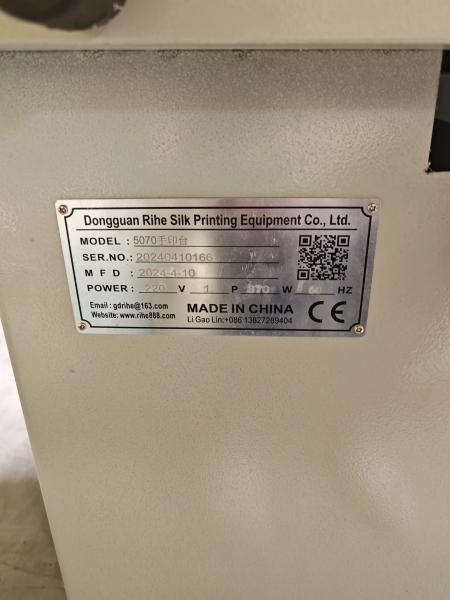 Dongguan Rihe Silk Printing Equipment Co., Ltd.
MODEL : 5070手印台
SER.NO.: 20240410166
M F D : 2024-4-10
POWER : 220 V 1 P 370 W 50 HZ
Email : gdrihe@163.com
Website: www.rihe888.com
MADE IN CHINA
Li Gao Lin:+086 13827289404
CE